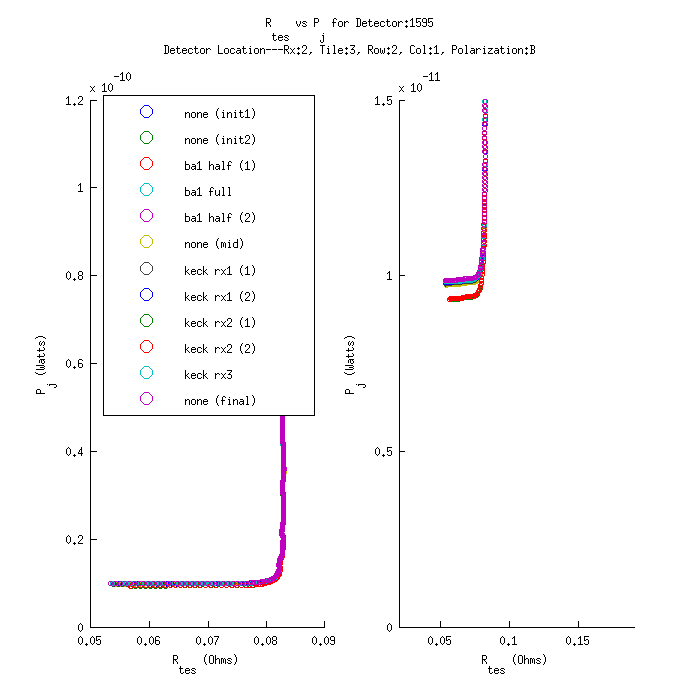 R    vs P  for Detector:1595
tes    j
Detector Location---Rx:2, Tile:3, Row:2, Col:1, Polarization:B
x 10^-10
1.2
1
0.8
0.6
0.4
0.2
0
0.05 0.06 0.07 0.08 0.09
P_j (Watts)
R_tes (Ohms)
none (init1)
none (init2)
ba1 half (1)
ba1 full
ba1 half (2)
none (mid)
keck rx1 (1)
keck rx1 (2)
keck rx2 (1)
keck rx2 (2)
keck rx3
none (final)
x 10^-11
1.5
1
0.5
0
0.05 0.1 0.15
P_j (Watts)
R_tes (Ohms)